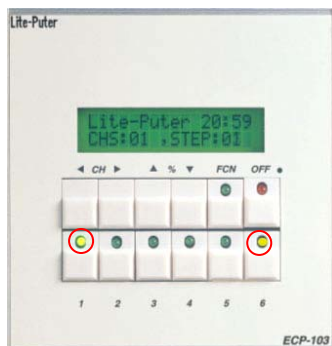 Lite-Puter
Lite-Puter 20:59
CHS:01 ,STEP:01
◀ CH ▶ ▲ % ▼ FCN OFF
1 2 3 4 5 6
ECP-103